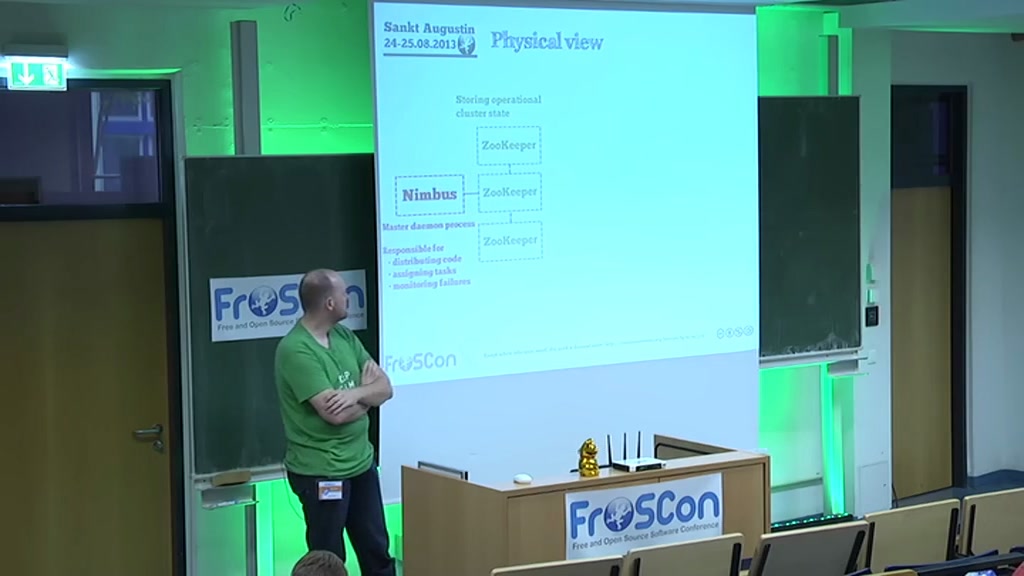 Sankt Augustin
24-25.08.2013
Physical view
Storing operational
cluster state
ZooKeeper
Nimbus
ZooKeeper
ZooKeeper
Master daemon process
Responsible for
- distributing code
- assigning tasks
- monitoring failures
FrOSCon
FrOSCon
Free and Open Source
Conference
FrOSCon
Free and Open Source Software Conference